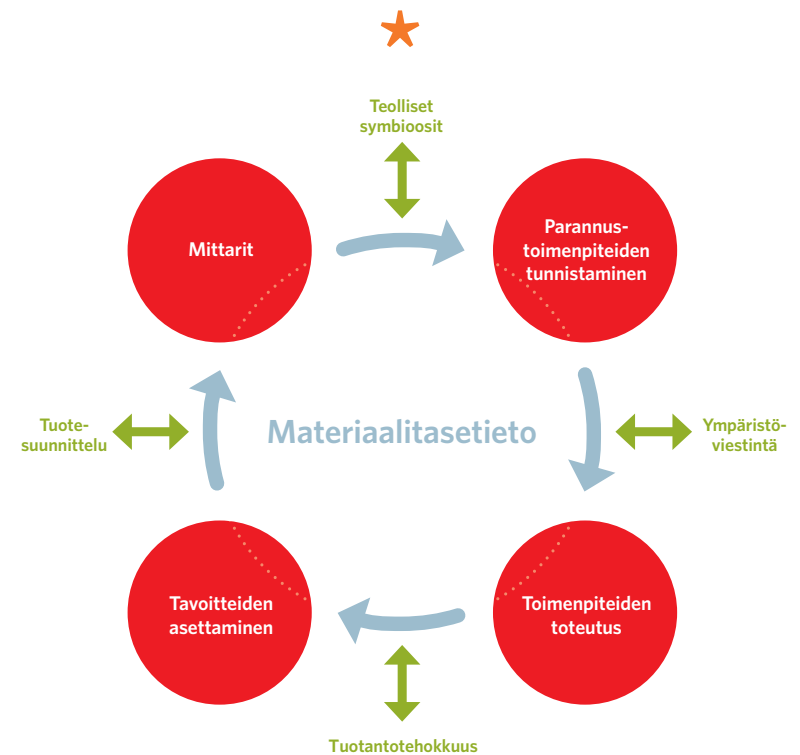 Teolliset
symbioosit
Mittarit
Parannus-
toimenpiteiden
tunnistaminen
Tuote-
suunnittelu
Materiaalitasetieto
Ympäristö-
viestintä
Tavoitteiden
asettaminen
Toimenpiteiden
toteutus
Tuotantotehokkuus